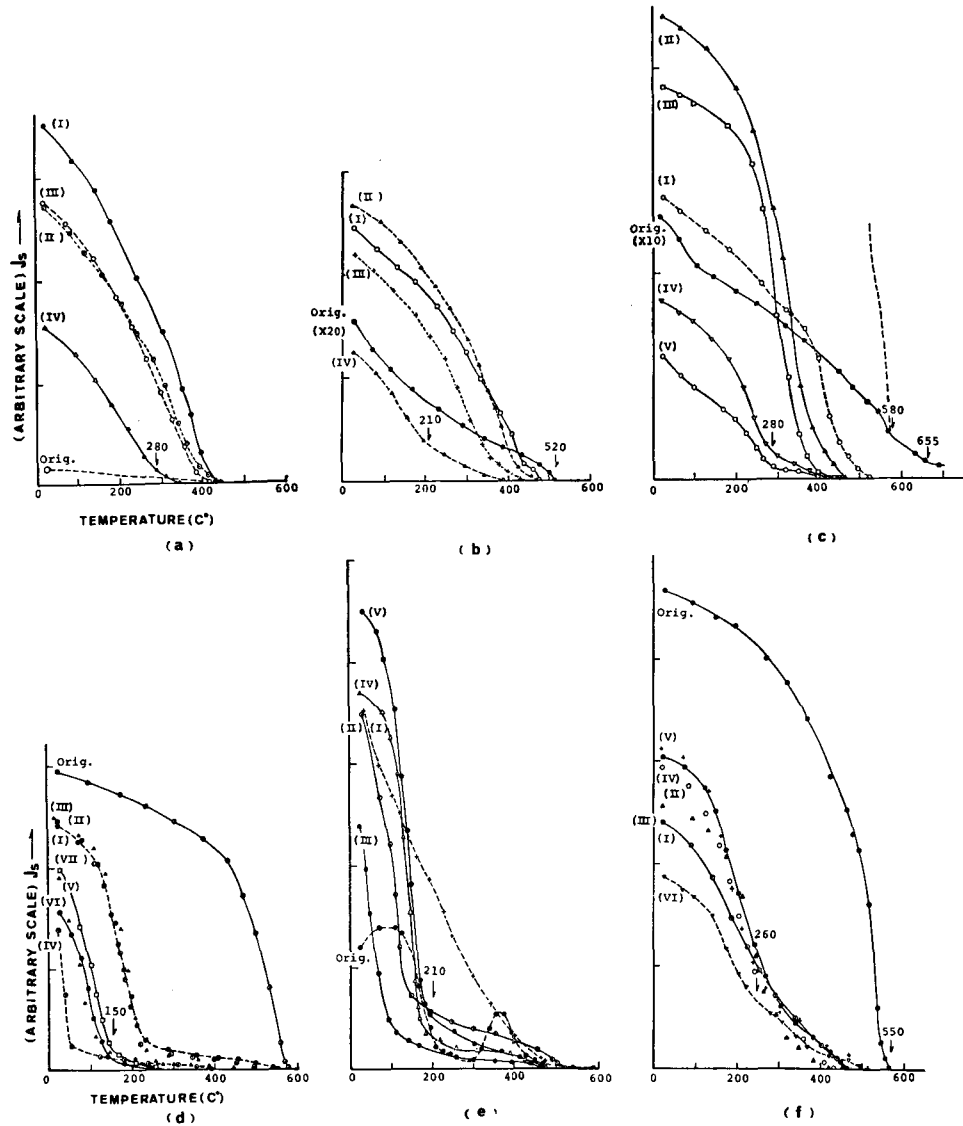 (ARBITRARY SCALE) Js
(I)
(III)
(II)
(IV)
280
Orig.
0 200 400 600
TEMPERATURE(C°)
(a)
(II)
(I)
(III)
Orig.
(X20)
(IV)
210
520
0 200 400 600
(b)
(II)
(III)
(I)
Orig.
(X10)
(IV)
(V)
280
580
655
0 200 400 600
(c)
(ARBITRARY SCALE) Js
Orig.
(III)
(II)
(I)
(VII)
(V)
(VI)
(IV)
150
0 200 400 600
TEMPERATURE(C°)
(d)
(V)
(IV)
(II) (I)
(III)
Orig.
210
0 200 400 600
(e)
Orig.
(V)
(IV)
(II)
(III)
(I)
(VI)
260
550
0 200 400 600
(f)